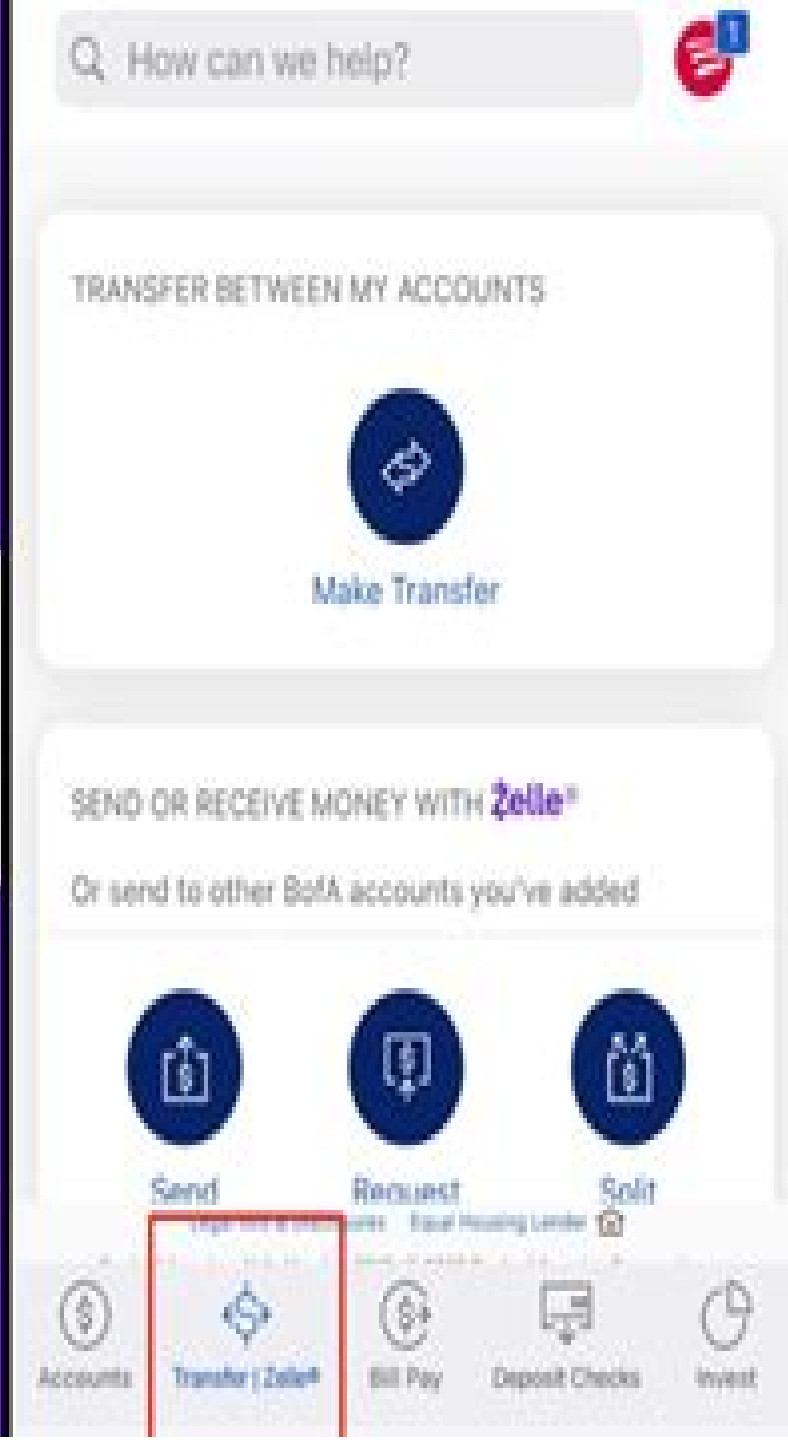 How can we help?
1
TRANSFER BETWEEN MY ACCOUNTS
Make Transfer
SEND OR RECEIVE MONEY WITH Zelle®
Or send to other BofA accounts you've added
Send Request Split
Equal Housing Lender
Accounts Transfer | Zelle® Bill Pay Deposit Checks Invest